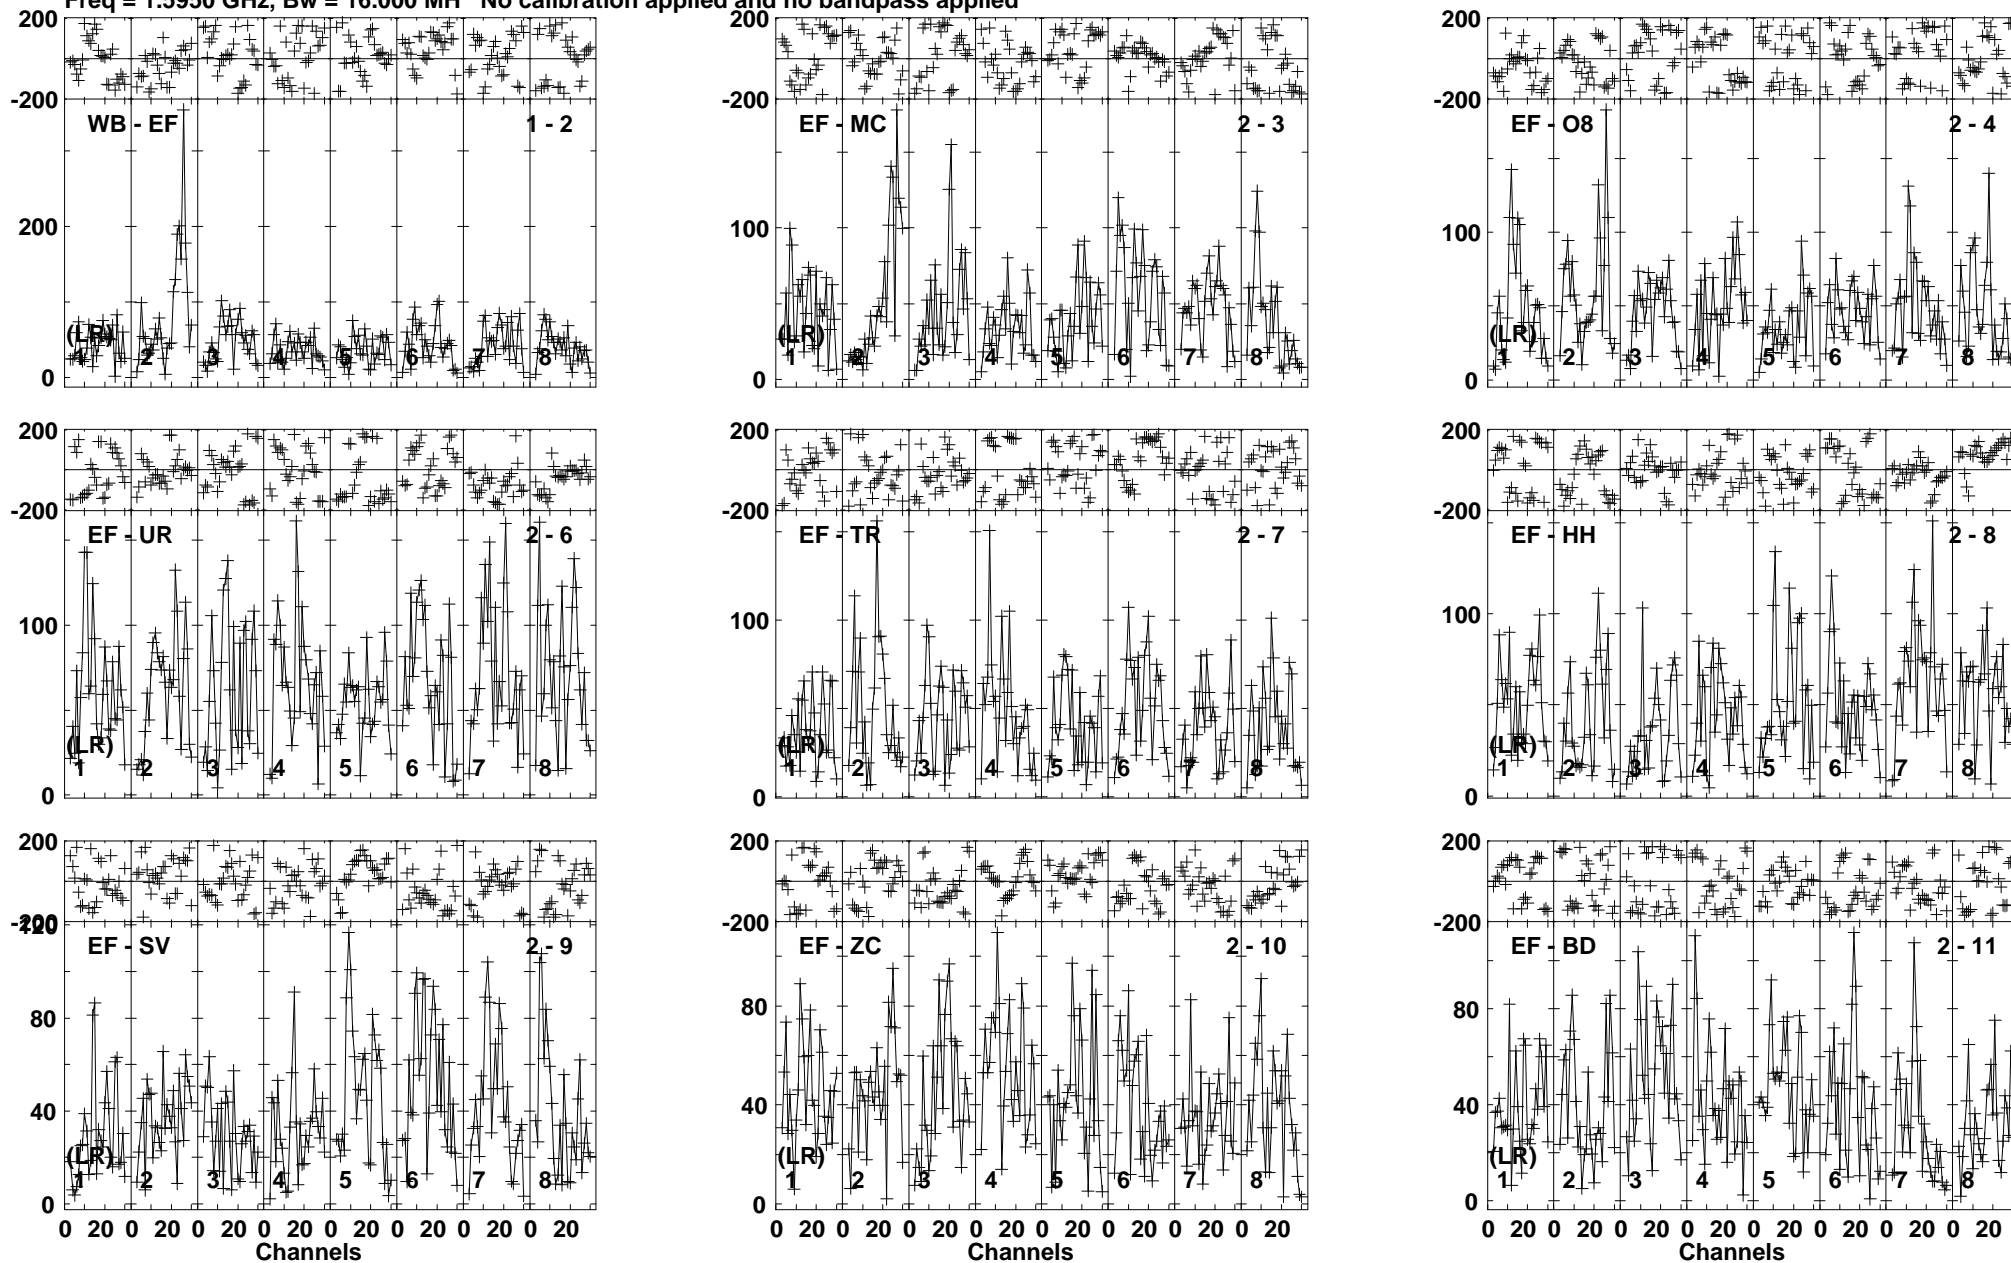 Freq = 1.5950 GHz, Bw = 16.000 MH No calibration applied and no bandpass applied
200 200 200
-200 -200 -200
WB - EF 1 - 2 EF - MC 2 - 3 EF - O8 2 - 4
200 100 100
(LR) (LR) (LR)
1 2 3 4 5 6 7 8 1 2 3 4 5 6 7 8 1 2 3 4 5 6 7 8
0 0 0
200 200 200
-200 -200 -200
EF - UR 2 - 6 EF - TR 2 - 7 EF - HH 2 - 8
100 100 100
(LR) (LR) (LR)
1 2 3 4 5 6 7 8 1 2 3 4 5 6 7 8 1 2 3 4 5 6 7 8
0 0 0
200 200 200
-200 -200 -200
120
EF - SV 2 - 9 EF - ZC 2 - 10 EF - BD 2 - 11
80 80 80
40 40 40
(LR) (LR) (LR)
1 2 3 4 5 6 7 8 1 2 3 4 5 6 7 8 1 2 3 4 5 6 7 8
0 0 0
0 20 0 20 0 20 0 20 0 20 0 20 0 20 0 20 0 20 0 20 0 20 0 20 0 20 0 20 0 20 0 20 0 20 0 20 0 20 0 20 0 20 0 20 0 20 0 20
Channels Channels Channels